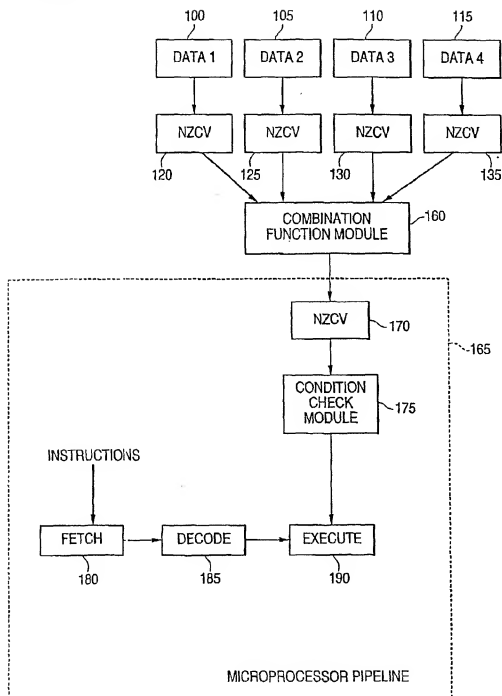 100 105 110 115
DATA 1 DATA 2 DATA 3 DATA 4
NZCV NZCV NZCV NZCV
120 125 130 135
COMBINATION
FUNCTION MODULE
160
NZCV
170
165
CONDITION
CHECK
MODULE
175
INSTRUCTIONS
FETCH DECODE EXECUTE
180 185 190
MICROPROCESSOR PIPELINE